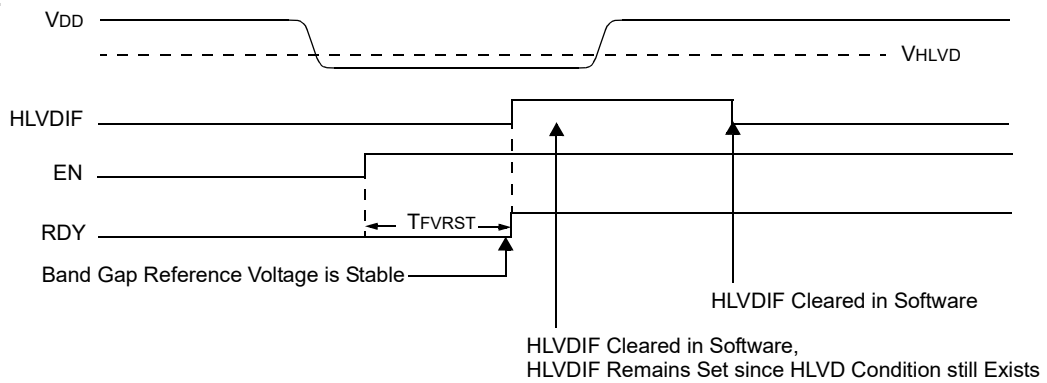 VDD
VHLVD
HLVDIF
EN
TFVRST
RDY
Band Gap Reference Voltage is Stable
HLVDIF Cleared in Software
HLVDIF Cleared in Software,
HLVDIF Remains Set since HLVD Condition still Exists